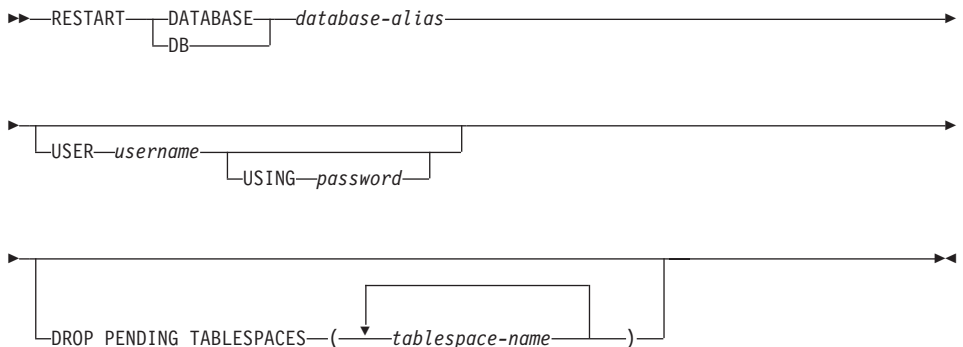 RESTART DATABASE database-alias
DB
USER username
USING password
DROP PENDING TABLESPACES ( tablespace-name )